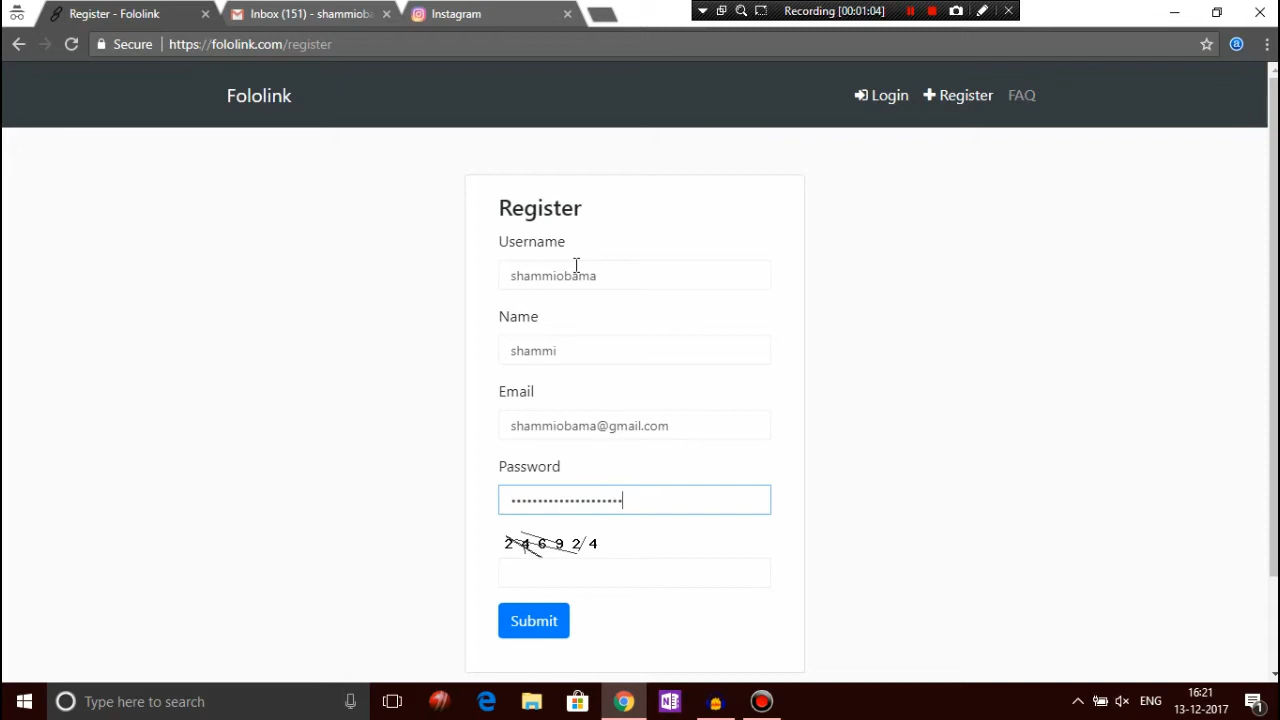 Register - Fololink
Inbox (151) - shammioba
Instagram
Recording [00:01:04]
Secure
https://fololink.com/register
Fololink
Login
Register
FAQ
Register
Username
shammiobama
Name
shammi
Email
shammiobama@gmail.com
Password
2 4 6 9 2 4
Submit
Type here to search
ENG
16:21
13-12-2017
1